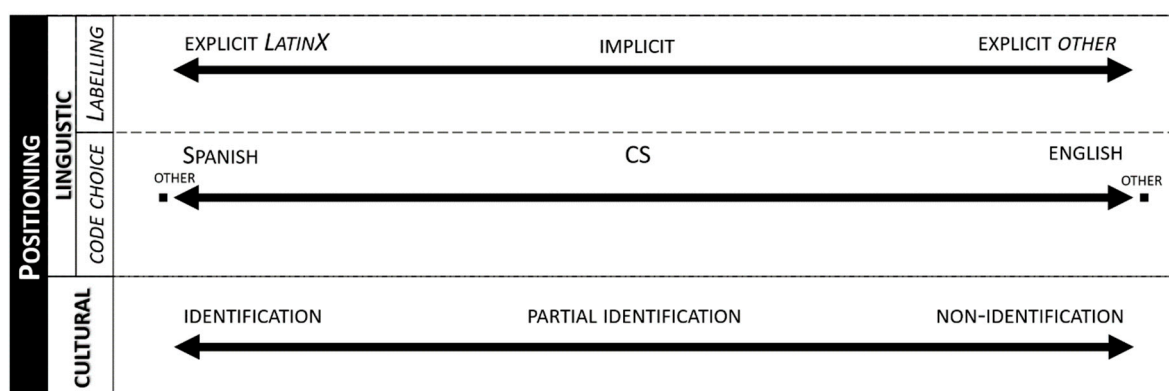 POSITIONING
LINGUISTIC
LABELLING
EXPLICIT LATINX
IMPLICIT
EXPLICIT OTHER
CODE CHOICE
SPANISH
CS
ENGLISH
OTHER
OTHER
CULTURAL
IDENTIFICATION
PARTIAL IDENTIFICATION
NON-IDENTIFICATION